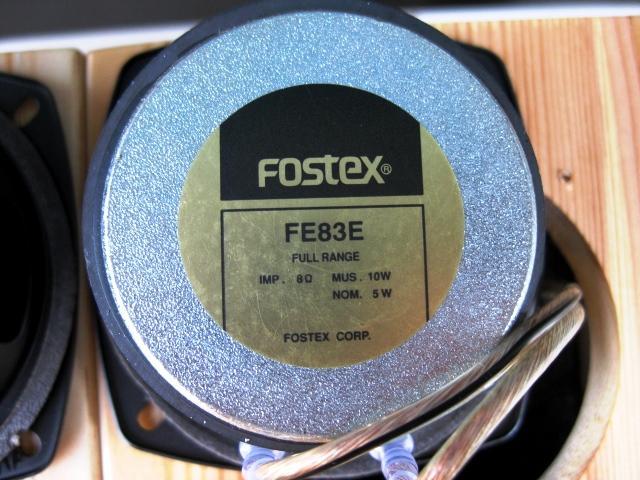 FOSTEX®
FE83E
FULL RANGE
IMP. 8Ω MUS. 10W
NOM. 5W
FOSTEX CORP.